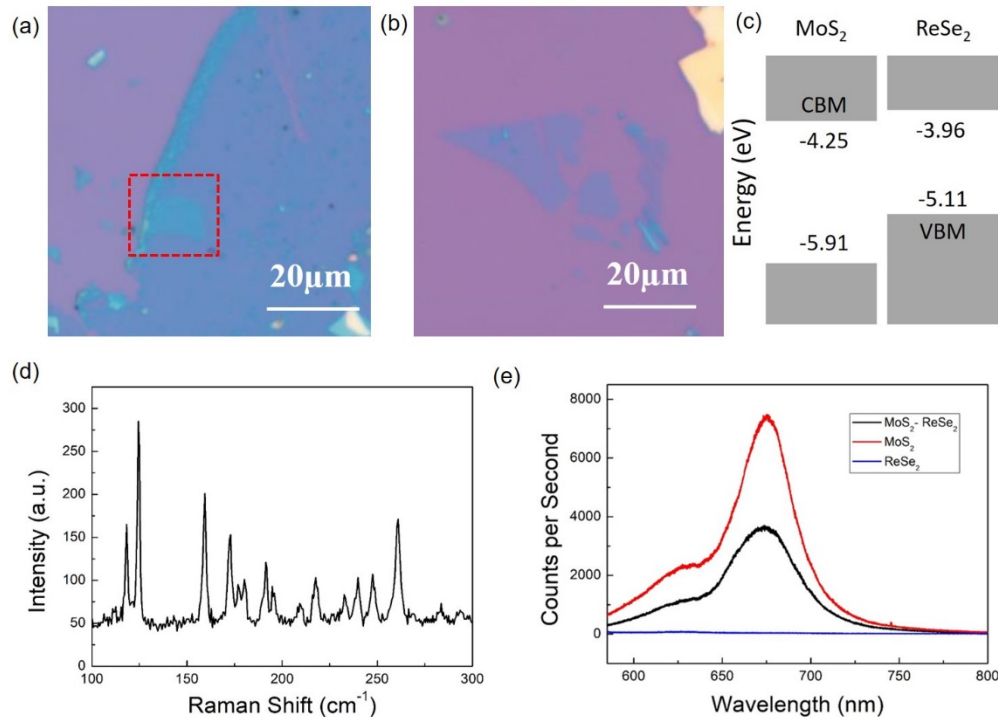 (a)
20µm
(b)
20µm
(c)
MoS₂
ReSe₂
Energy (eV)
CBM
-4.25
-3.96
-5.11
VBM
-5.91
(d)
Intensity (a.u.)
300
250
200
150
100
50
0
100
150
200
250
300
Raman Shift (cm⁻¹)
(e)
Counts per Second
8000
6000
4000
2000
0
MoS₂- ReSe₂
MoS₂
ReSe₂
600
650
700
750
800
Wavelength (nm)